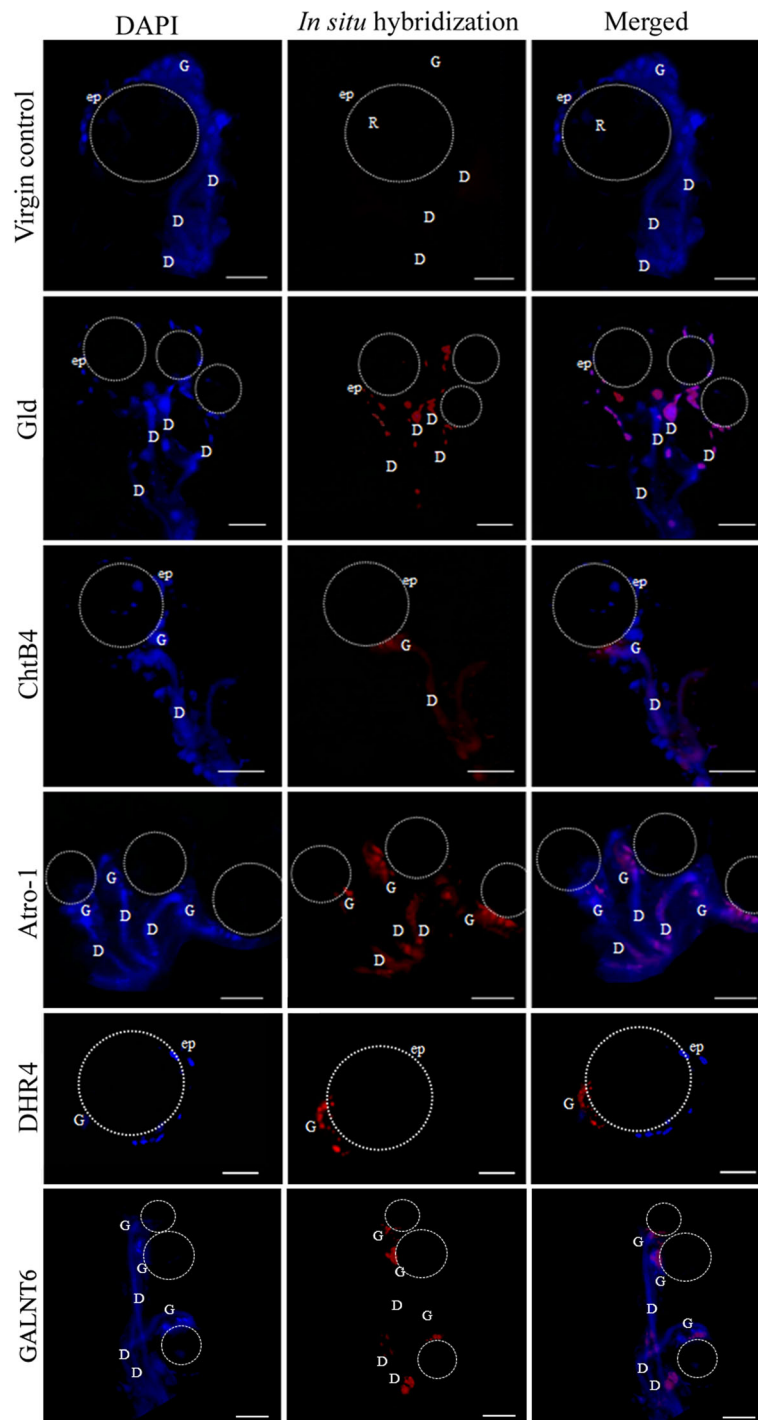 DAPI In situ hybridization Merged
Virgin control
G G G
ep ep ep
R R
D D D
D D D
D D D
Gld
ep ep ep
D D D D D D
D D D
D D
ChtB4
ep ep ep
G G G
D D D
Atro-1
G G G
G G G G G G
D D D D D D
D D D
DHR4
ep ep ep
G G G
GALNT6
G G G
G G G
D D D
G G G
D D D
D D D